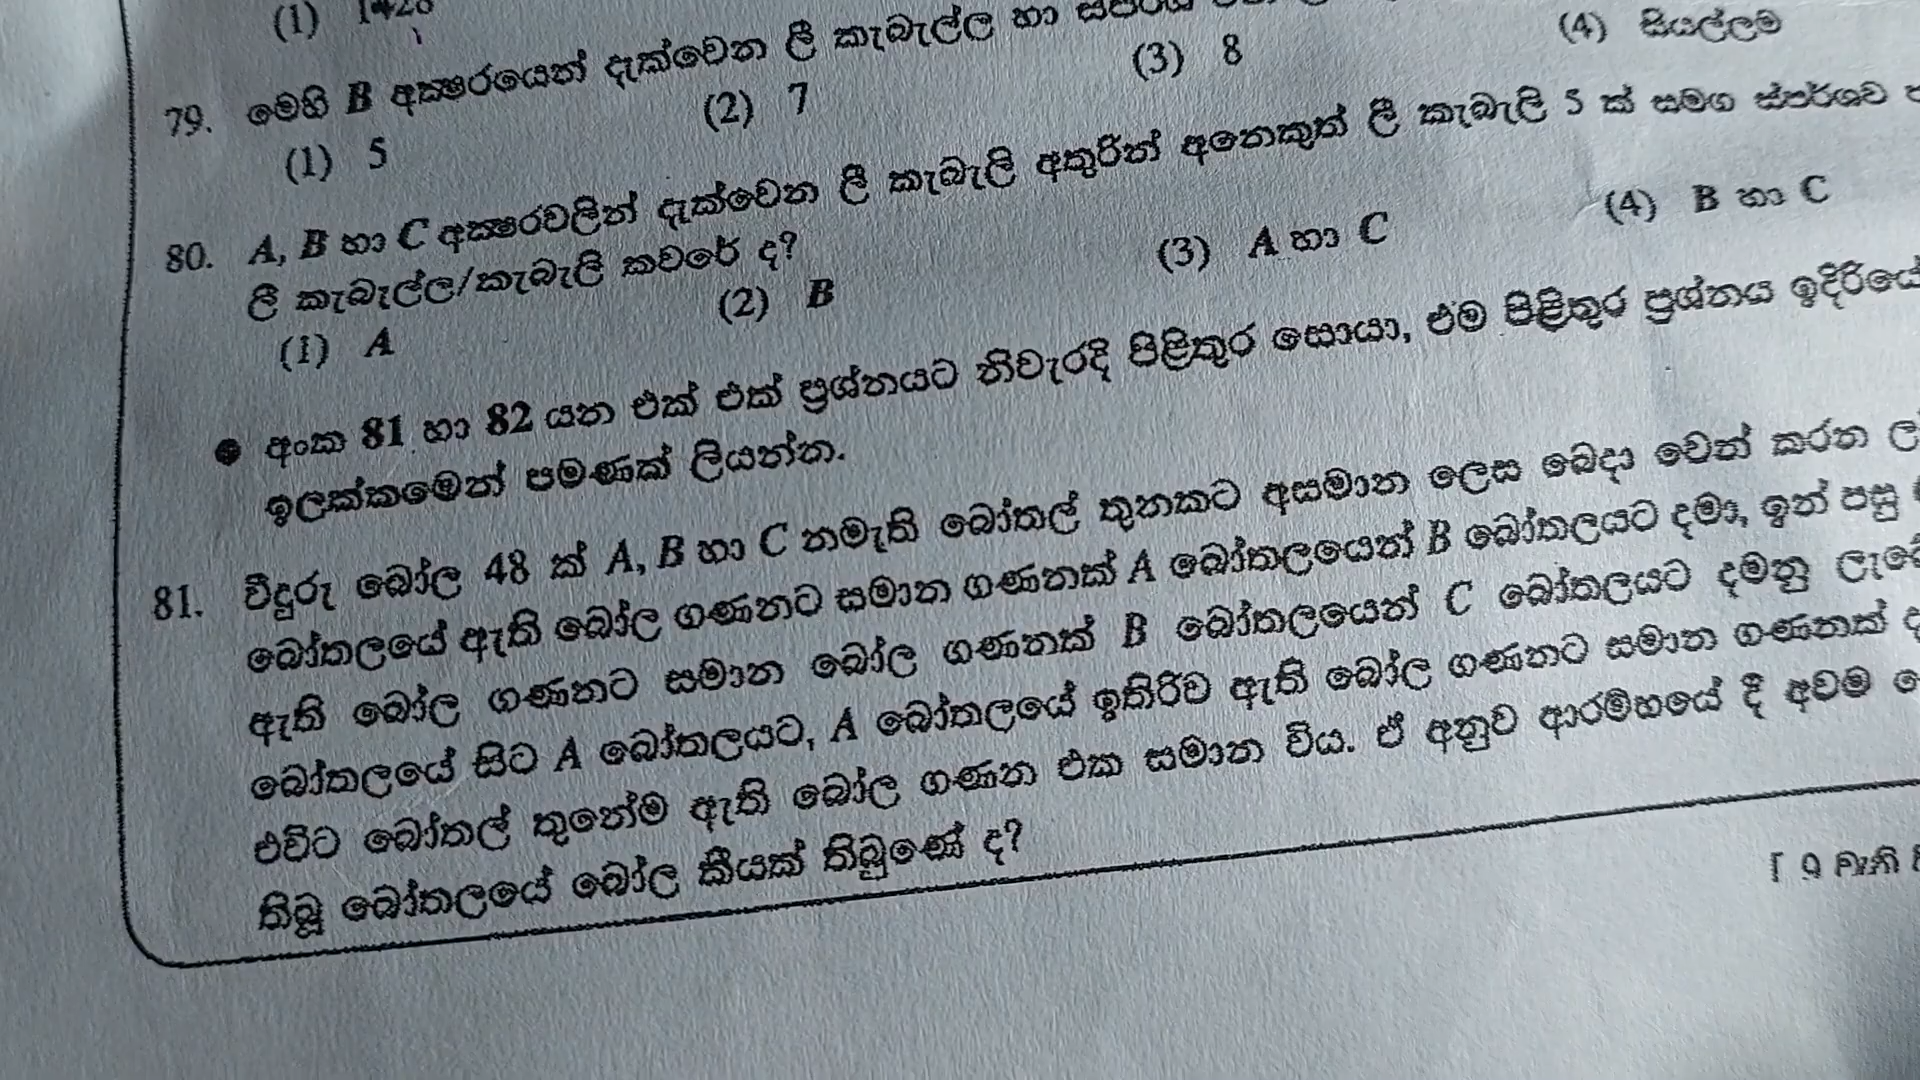 (1) 1428
79. මෙහි B අක්ෂරයෙන් දැක්වෙන ලී කැබැල්ල හා
(1) 5 (2) 7 (3) 8 (4) සියල්ලම
80. A, B හා C අක්ෂරවලින් දැක්වෙන ලී කැබැලි අතුරින් අනෙකුත් ලී කැබැලි 5 ක් සමග ස්පර්ශව
ලී කැබැල්ල/කැබැලි කවරේ ද?
(1) A (2) B (3) A හා C (4) B හා C
● අංක 81 හා 82 යන එක් එක් ප්‍රශ්නයට නිවැරදි පිළිතුර සොයා, එම පිළිතුර ප්‍රශ්නය ඉදිරියේ
ඉලක්කමෙන් පමණක් ලියන්න.
81. වීදුරු බෝල 48 ක් A, B හා C නමැති බෝතල් තුනකට අසමාන ලෙස බෙදා වෙන් කරන
බෝතලයේ ඇති බෝල ගණනට සමාන ගණනක් A බෝතලයෙන් B බෝතලයට දමා, ඉන් පසු
ඇති බෝල ගණනට සමාන බෝල ගණනක් B බෝතලයෙන් C බෝතලයට දමනු
බෝතලයේ සිට A බෝතලයට, A බෝතලයේ ඉතිරිව ඇති බෝල ගණනට සමාන ගණනක්
එවිට බෝතල් තුනේම ඇති බෝල ගණන එක සමාන විය. ඒ අනුව ආරම්භයේ දී අවම
තිබූ බෝතලයේ බෝල කීයක් තිබුණේ ද?
[ 9 වැනි